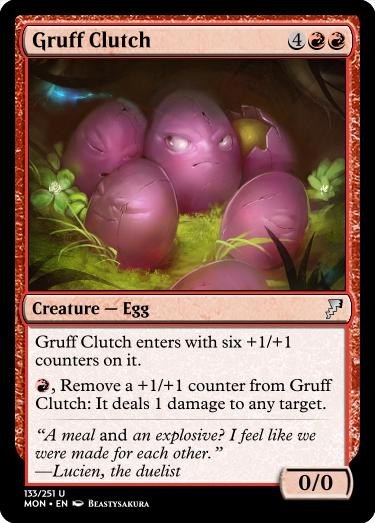 Gruff Clutch 4
Creature — Egg
Gruff Clutch enters with six +1/+1
counters on it.
, Remove a +1/+1 counter from Gruff
Clutch: It deals 1 damage to any target.
“A meal and an explosive? I feel like we
were made for each other.”
—Lucien, the duelist
0/0
133/251 U
MON • EN Beastysakura